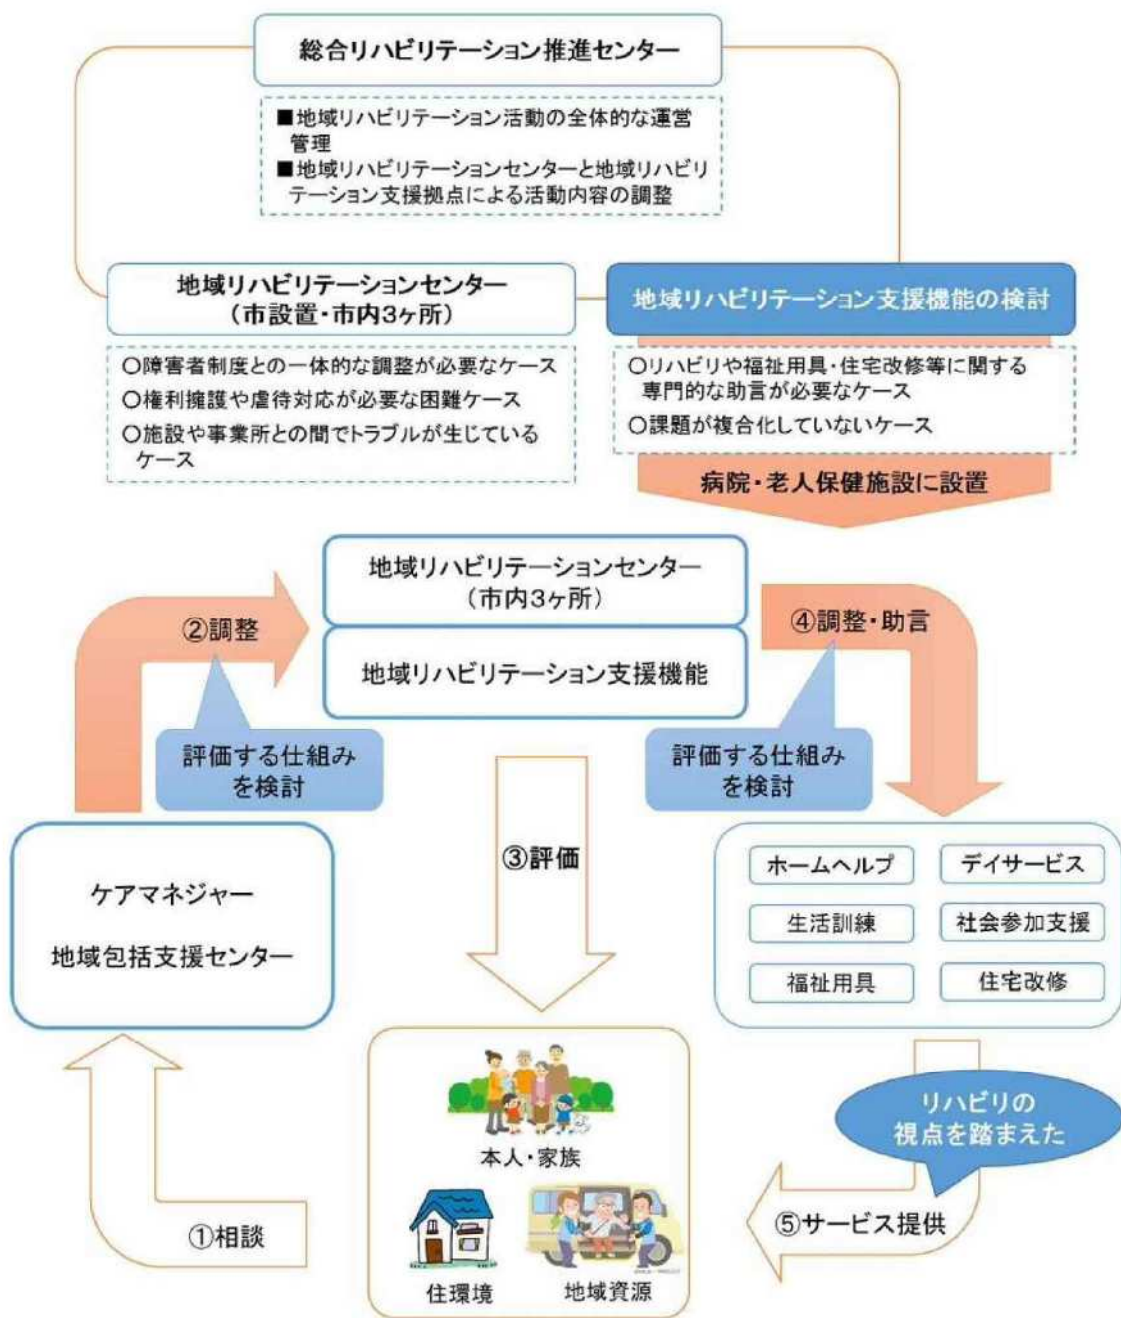 総合リハビリテーション推進センター
■地域リハビリテーション活動の全体的な運営
管理
■地域リハビリテーションセンターと地域リハビリ
テーション支援拠点による活動内容の調整
地域リハビリテーションセンター
（市設置・市内3ヶ所）
○障害者制度との一体的な調整が必要なケース
○権利擁護や虐待対応が必要な困難ケース
○施設や事業所との間でトラブルが生じている
ケース
地域リハビリテーション支援機能の検討
○リハビリや福祉用具・住宅改修等に関する
専門的な助言が必要なケース
○課題が複合化していないケース
病院・老人保健施設に設置
地域リハビリテーションセンター
（市内3ヶ所）
地域リハビリテーション支援機能
②調整
評価する仕組み
を検討
④調整・助言
評価する仕組み
を検討
③評価
ケアマネジャー
地域包括支援センター
ホームヘルプ
デイサービス
生活訓練
社会参加支援
福祉用具
住宅改修
リハビリの
視点を踏まえた
本人・家族
住環境
地域資源
①相談
⑤サービス提供